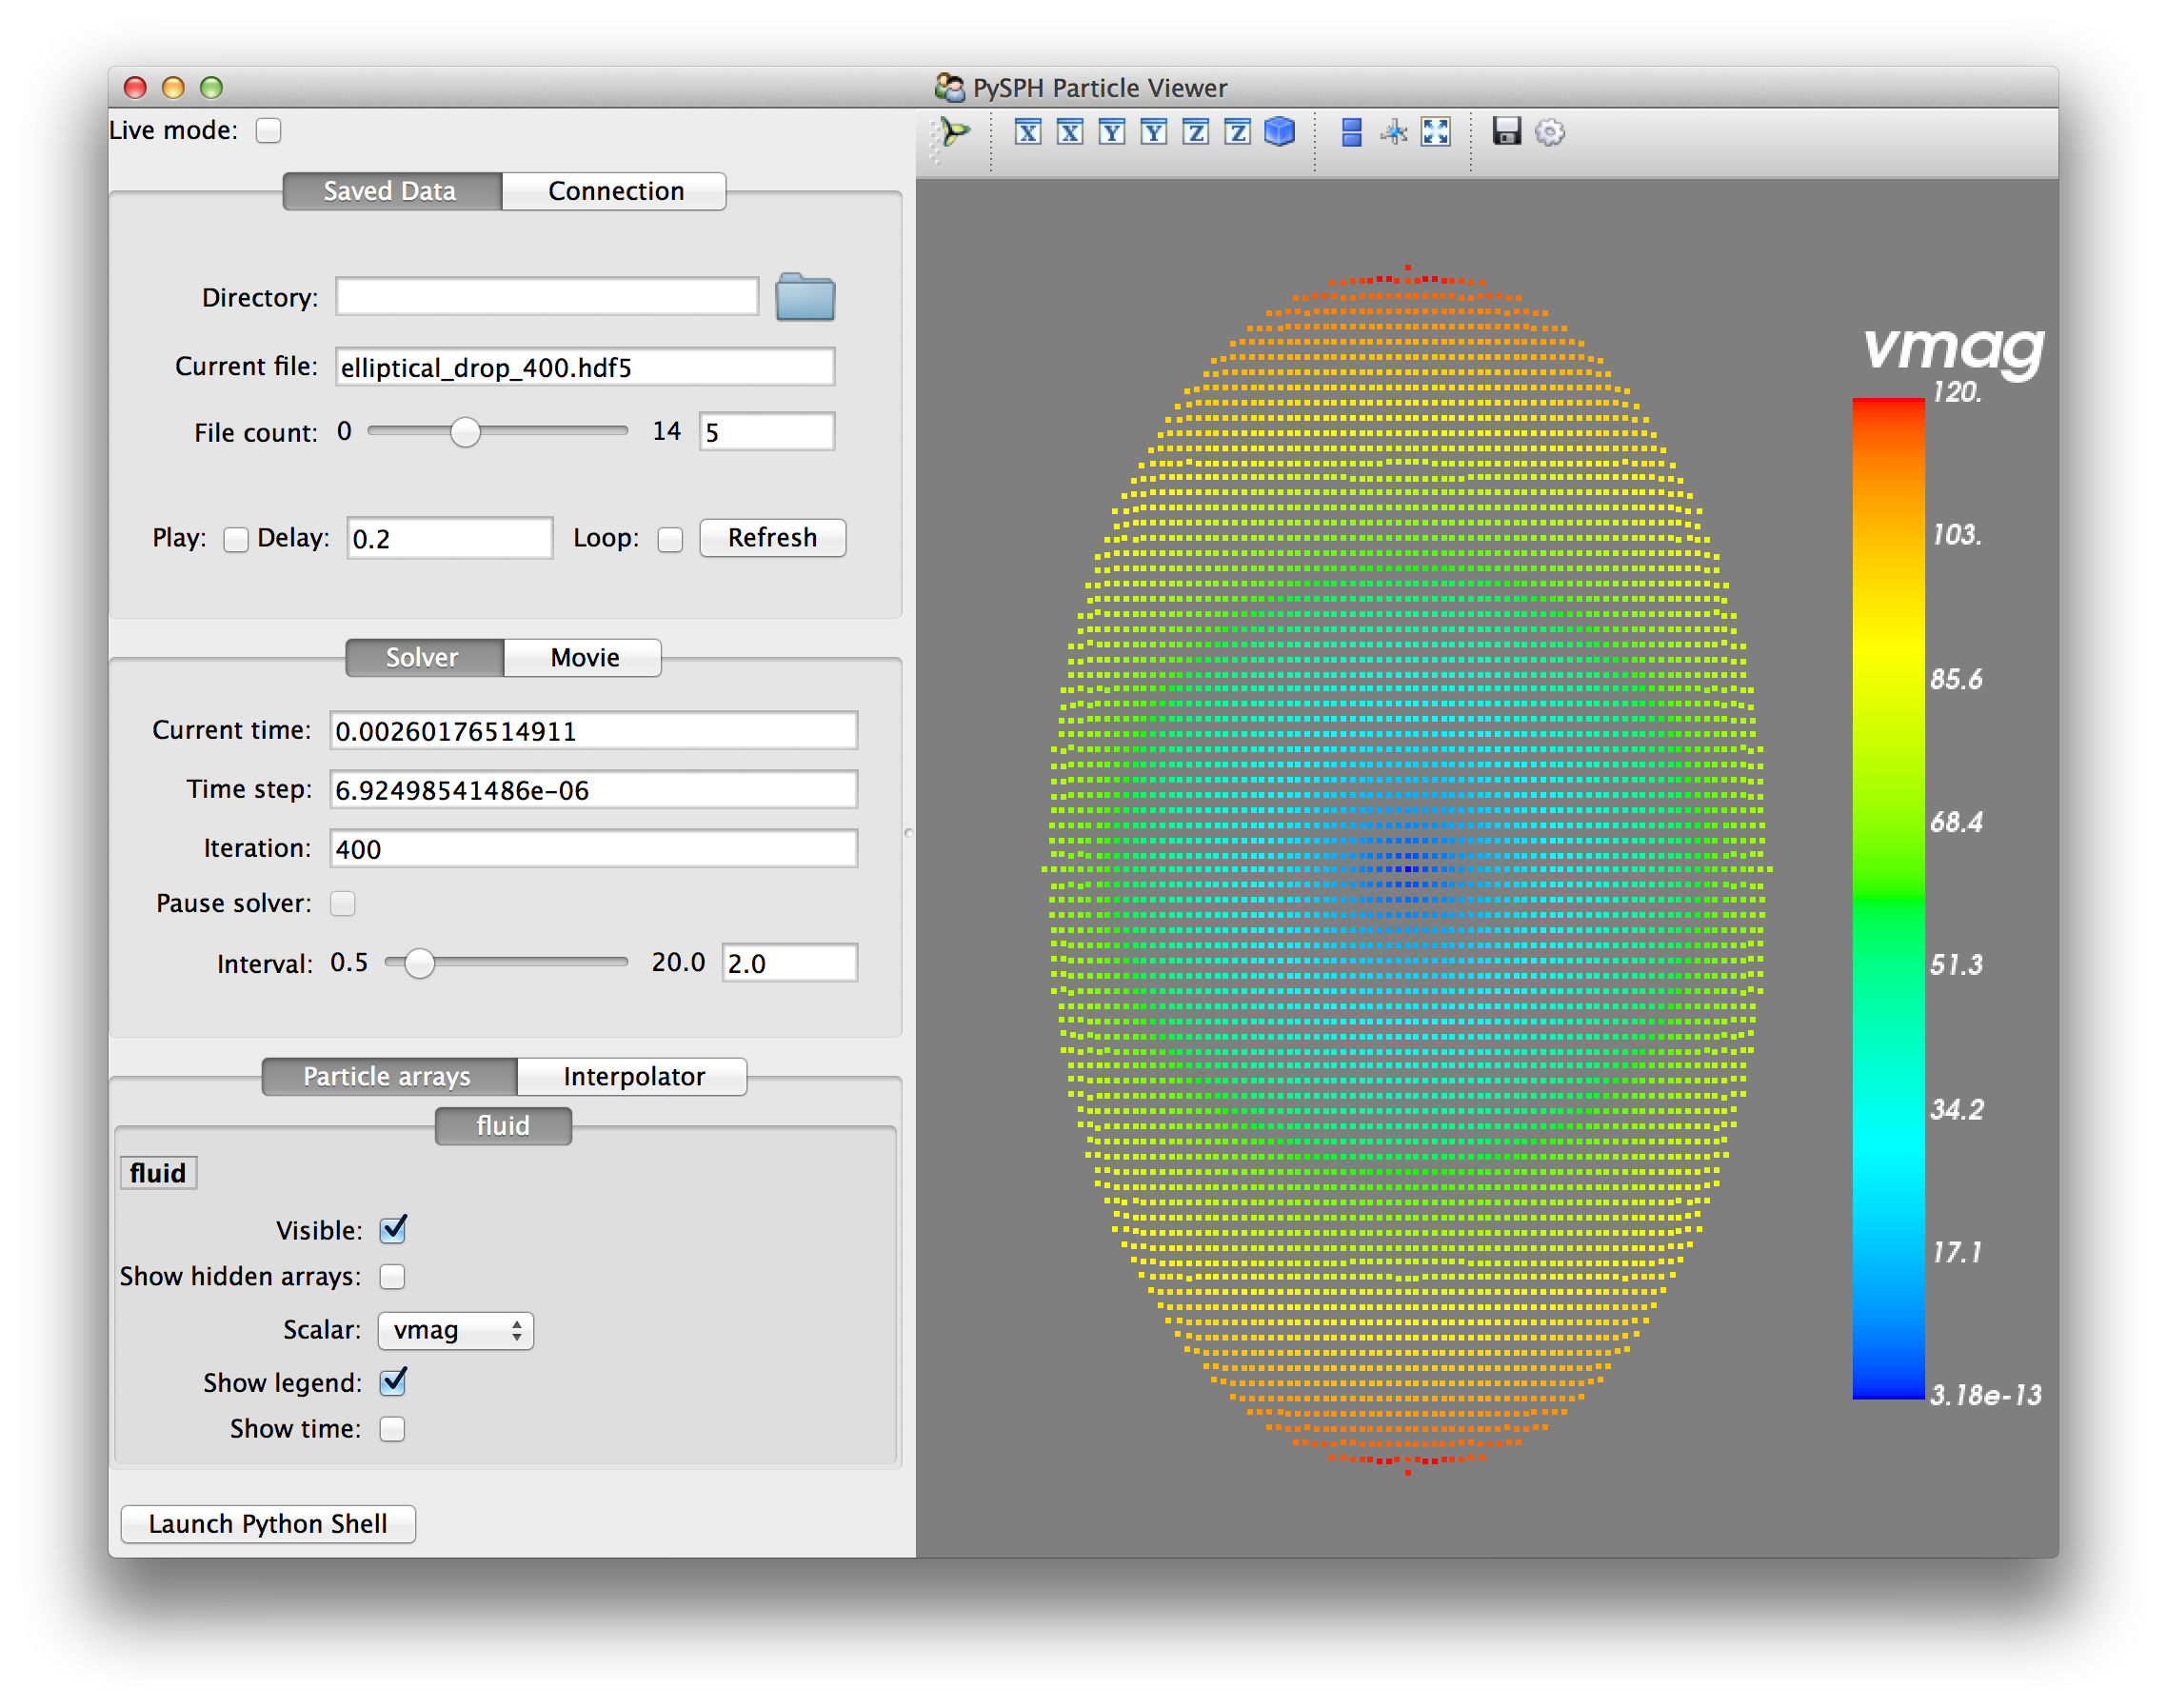 PySPH Particle Viewer
Live mode:
X X Y Y Z Z
Saved Data Connection
Directory:
Current file: elliptical_drop_400.hdf5
File count: 0 14 5
Play: Delay: 0.2 Loop: Refresh
Solver Movie
Current time: 0.00260176514911
Time step: 6.92498541486e-06
Iteration: 400
Pause solver:
Interval: 0.5 20.0 2.0
Particle arrays Interpolator
fluid
fluid
Visible:
Show hidden arrays:
Scalar: vmag
Show legend:
Show time:
Launch Python Shell
vmag
120.
103.
85.6
68.4
51.3
34.2
17.1
3.18e-13